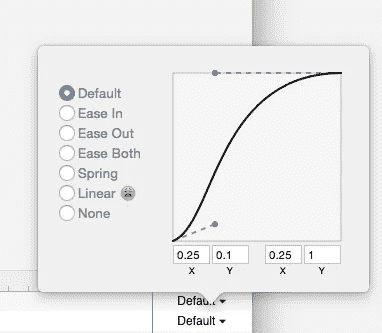 Default
Ease In
Ease Out
Ease Both
Spring
Linear
None
0.25 0.1 0.25 1
X Y X Y
Default
Default